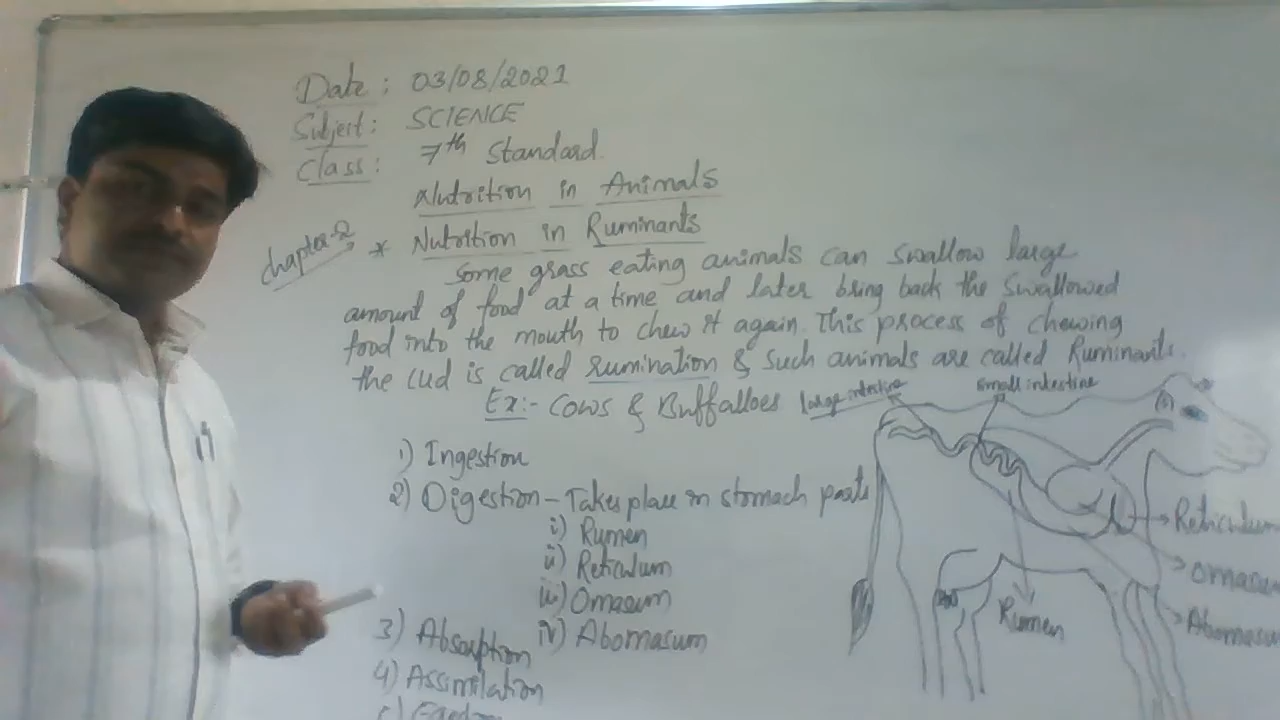 Date : 03/08/2021
Subject : SCIENCE
Class : 7th Standard.
Nutrition in Animals
chapter-2
* Nutrition in Ruminants
Some grass eating animals can swallow large
amount of food at a time and later bring back the swallowed
food into the mouth to chew it again. This process of chewing
the cud is called rumination & such animals are called Ruminants.
Ex:- Cows & Buffalloes
large intestine
small intestine
1) Ingestion
2) Digestion – Takes place in stomach parts
i) Rumen
ii) Reticulum
iii) Omasum
iv) Abomasum
3) Absorption
4) Assimilation
Reticulum
Omasum
Abomasum
Rumen